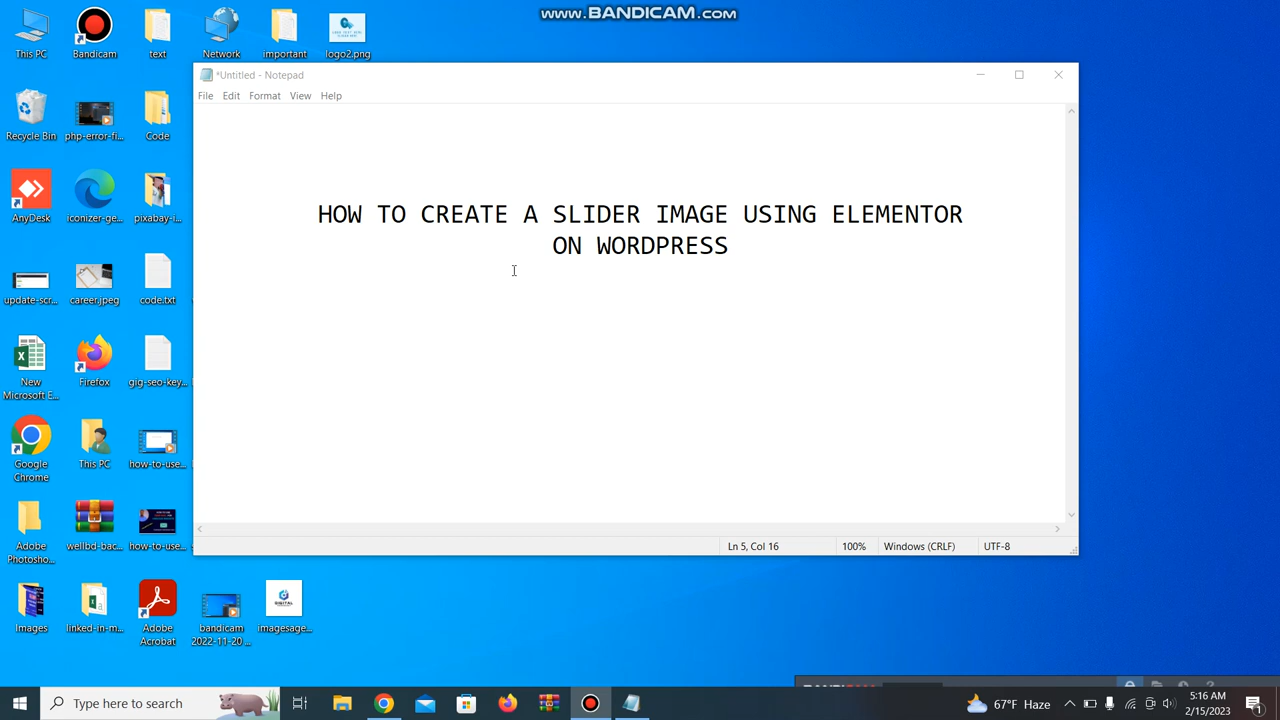 www.BANDICAM.com
This PC
Bandicam
text
Network
important
logo2.png
*Untitled - Notepad
File Edit Format View Help
Recycle Bin
php-error-fi...
Code
HOW TO CREATE A SLIDER IMAGE USING ELEMENTOR
ON WORDPRESS
AnyDesk
iconizer-ge...
pixabay-i...
update-scr...
career.jpeg
code.txt
New
Microsoft E...
Firefox
gig-seo-key...
Google
Chrome
This PC
how-to-use...
Adobe
Photosho...
wellbd-bac...
how-to-use...
Ln 5, Col 16
100%
Windows (CRLF)
UTF-8
Images
linked-in-m...
Adobe
Acrobat
bandicam
2022-11-20 ...
DIGITAL
imagesage...
Type here to search
67°F Haze
5:16 AM
2/15/2023